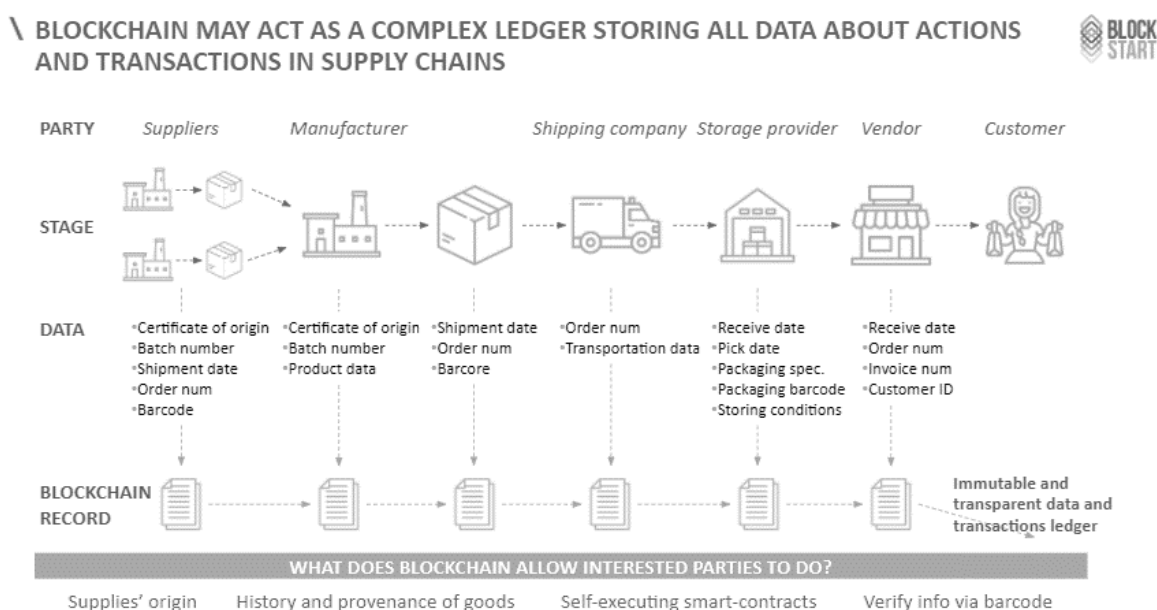 \ BLOCKCHAIN MAY ACT AS A COMPLEX LEDGER STORING ALL DATA ABOUT ACTIONS
AND TRANSACTIONS IN SUPPLY CHAINS
BLOCK
START
PARTY Suppliers Manufacturer Shipping company Storage provider Vendor Customer
STAGE
DATA
•Certificate of origin
•Batch number
•Shipment date
•Order num
•Barcode
•Certificate of origin
•Batch number
•Product data
•Shipment date
•Order num
•Barcore
•Order num
•Transportation data
•Receive date
•Pick date
•Packaging spec.
•Packaging barcode
•Storing conditions
•Receive date
•Order num
•Invoice num
•Customer ID
BLOCKCHAIN
RECORD
Immutable and
transparent data and
transactions ledger
WHAT DOES BLOCKCHAIN ALLOW INTERESTED PARTIES TO DO?
Supplies' origin History and provenance of goods Self-executing smart-contracts Verify info via barcode